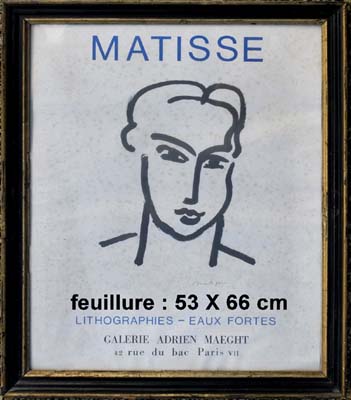 MATISSE
feuillure : 53 X 66 cm
LITHOGRAPHIES - EAUX FORTES
GALERIE ADRIEN MAEGHT
42 rue du bac Paris VII